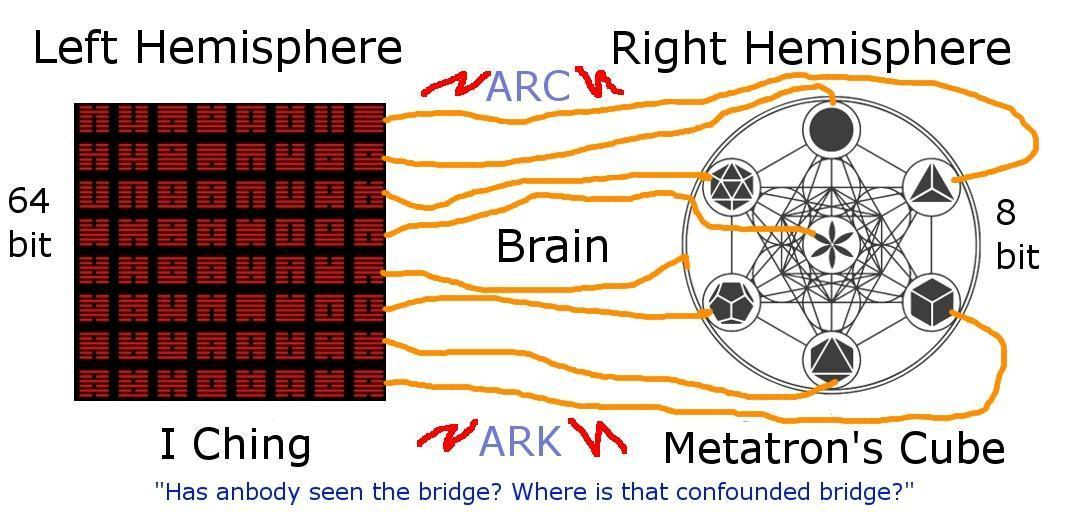 Left Hemisphere
Right Hemisphere
ARC
64
bit
Brain
8
bit
ARK
I Ching
Metatron's Cube
"Has anbody seen the bridge? Where is that confounded bridge?"